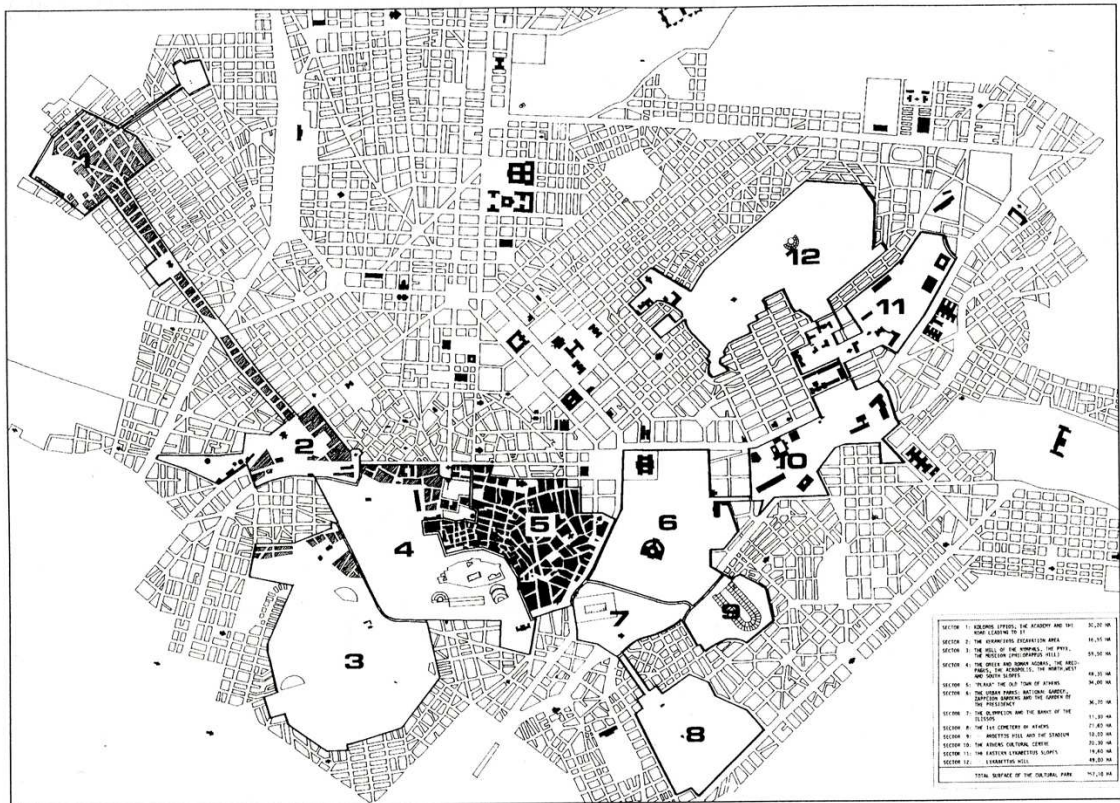 1
2
3
4
5
6
7
8
9
10
11
12
SECTOR 1: KOLONOS IPPIOS, THE ACADEMY AND THE
ROAD LEADING TO IT
SECTOR 2: THE KERAMEIKOS EXCAVATION AREA
SECTOR 3: THE HILL OF THE NYMPHES, THE PNYX,
THE MUSEION (PHILOPAPPUS HILL)
SECTOR 4: THE GREEK AND ROMAN AGORAS, THE AREO-
PAGUS, THE ACROPOLIS, THE NORTH, WEST
AND SOUTH SLOPES
SECTOR 5: "PLAKA" THE OLD TOWN OF ATHENS
SECTOR 6: THE URBAN PARKS: NATIONAL GARDEN,
ZAPPEION GARDENS AND THE GARDEN OF
THE PRESIDENCY
SECTOR 7: THE OLYMPIEION AND THE BANKS OF THE
ILISSOS
SECTOR 8: THE 1st CEMETERY OF ATHENS
SECTOR 9: ARDETTOS HILL AND THE STADIUM
SECTOR 10: THE ATHENS CULTURAL CENTRE
SECTOR 11: THE EASTERN LYKABETTUS SLOPES
SECTOR 12: LYKABETTUS HILL
TOTAL SURFACE OF THE CULTURAL PARK